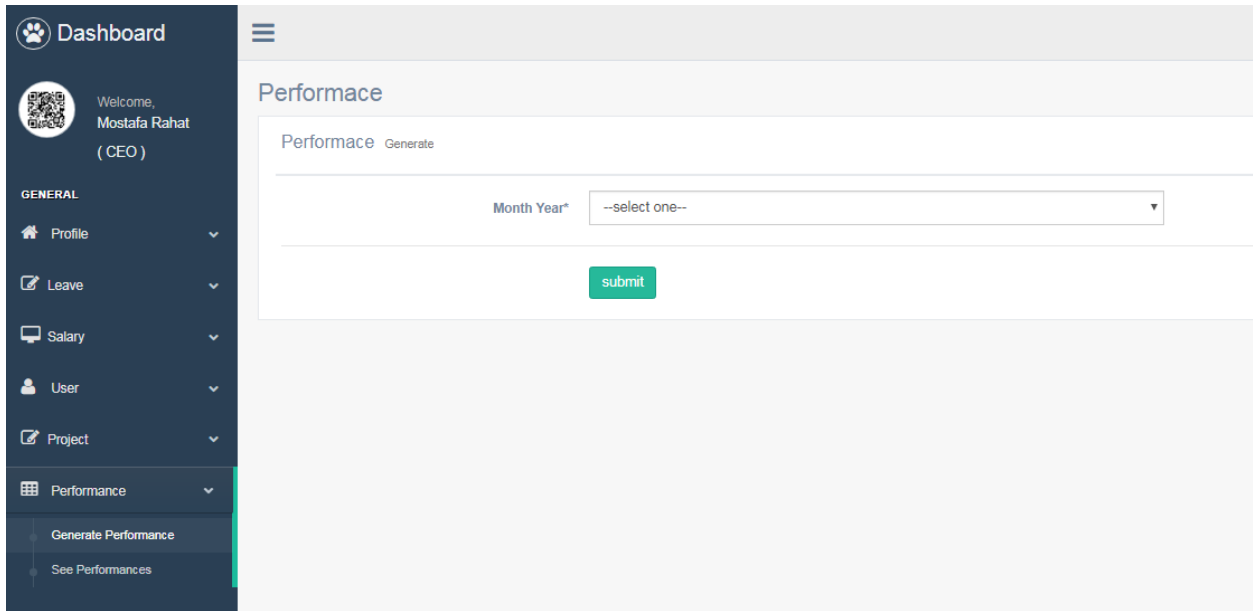 Dashboard
Welcome,
Mostafa Rahat
( CEO )
GENERAL
Profile
Leave
Salary
User
Project
Performance
Generate Performance
See Performances
Performace
Performace Generate
Month Year*
--select one--
submit